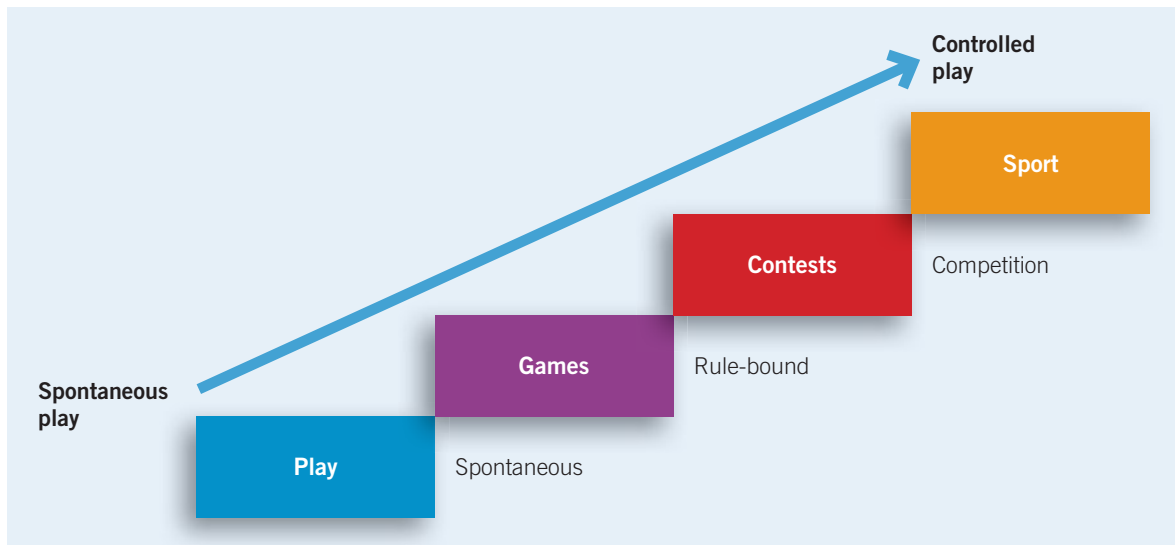 Controlled
play
Sport
Contests
Competition
Games
Rule-bound
Spontaneous
play
Play
Spontaneous